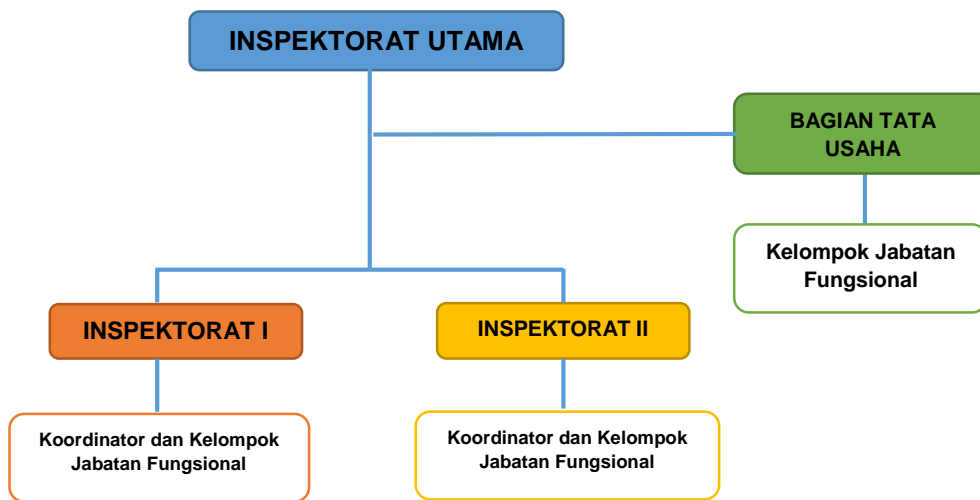 INSPEKTORAT UTAMA
BAGIAN TATA
USAHA
Kelompok Jabatan
Fungsional
INSPEKTORAT I
INSPEKTORAT II
Koordinator dan Kelompok
Jabatan Fungsional
Koordinator dan Kelompok
Jabatan Fungsional